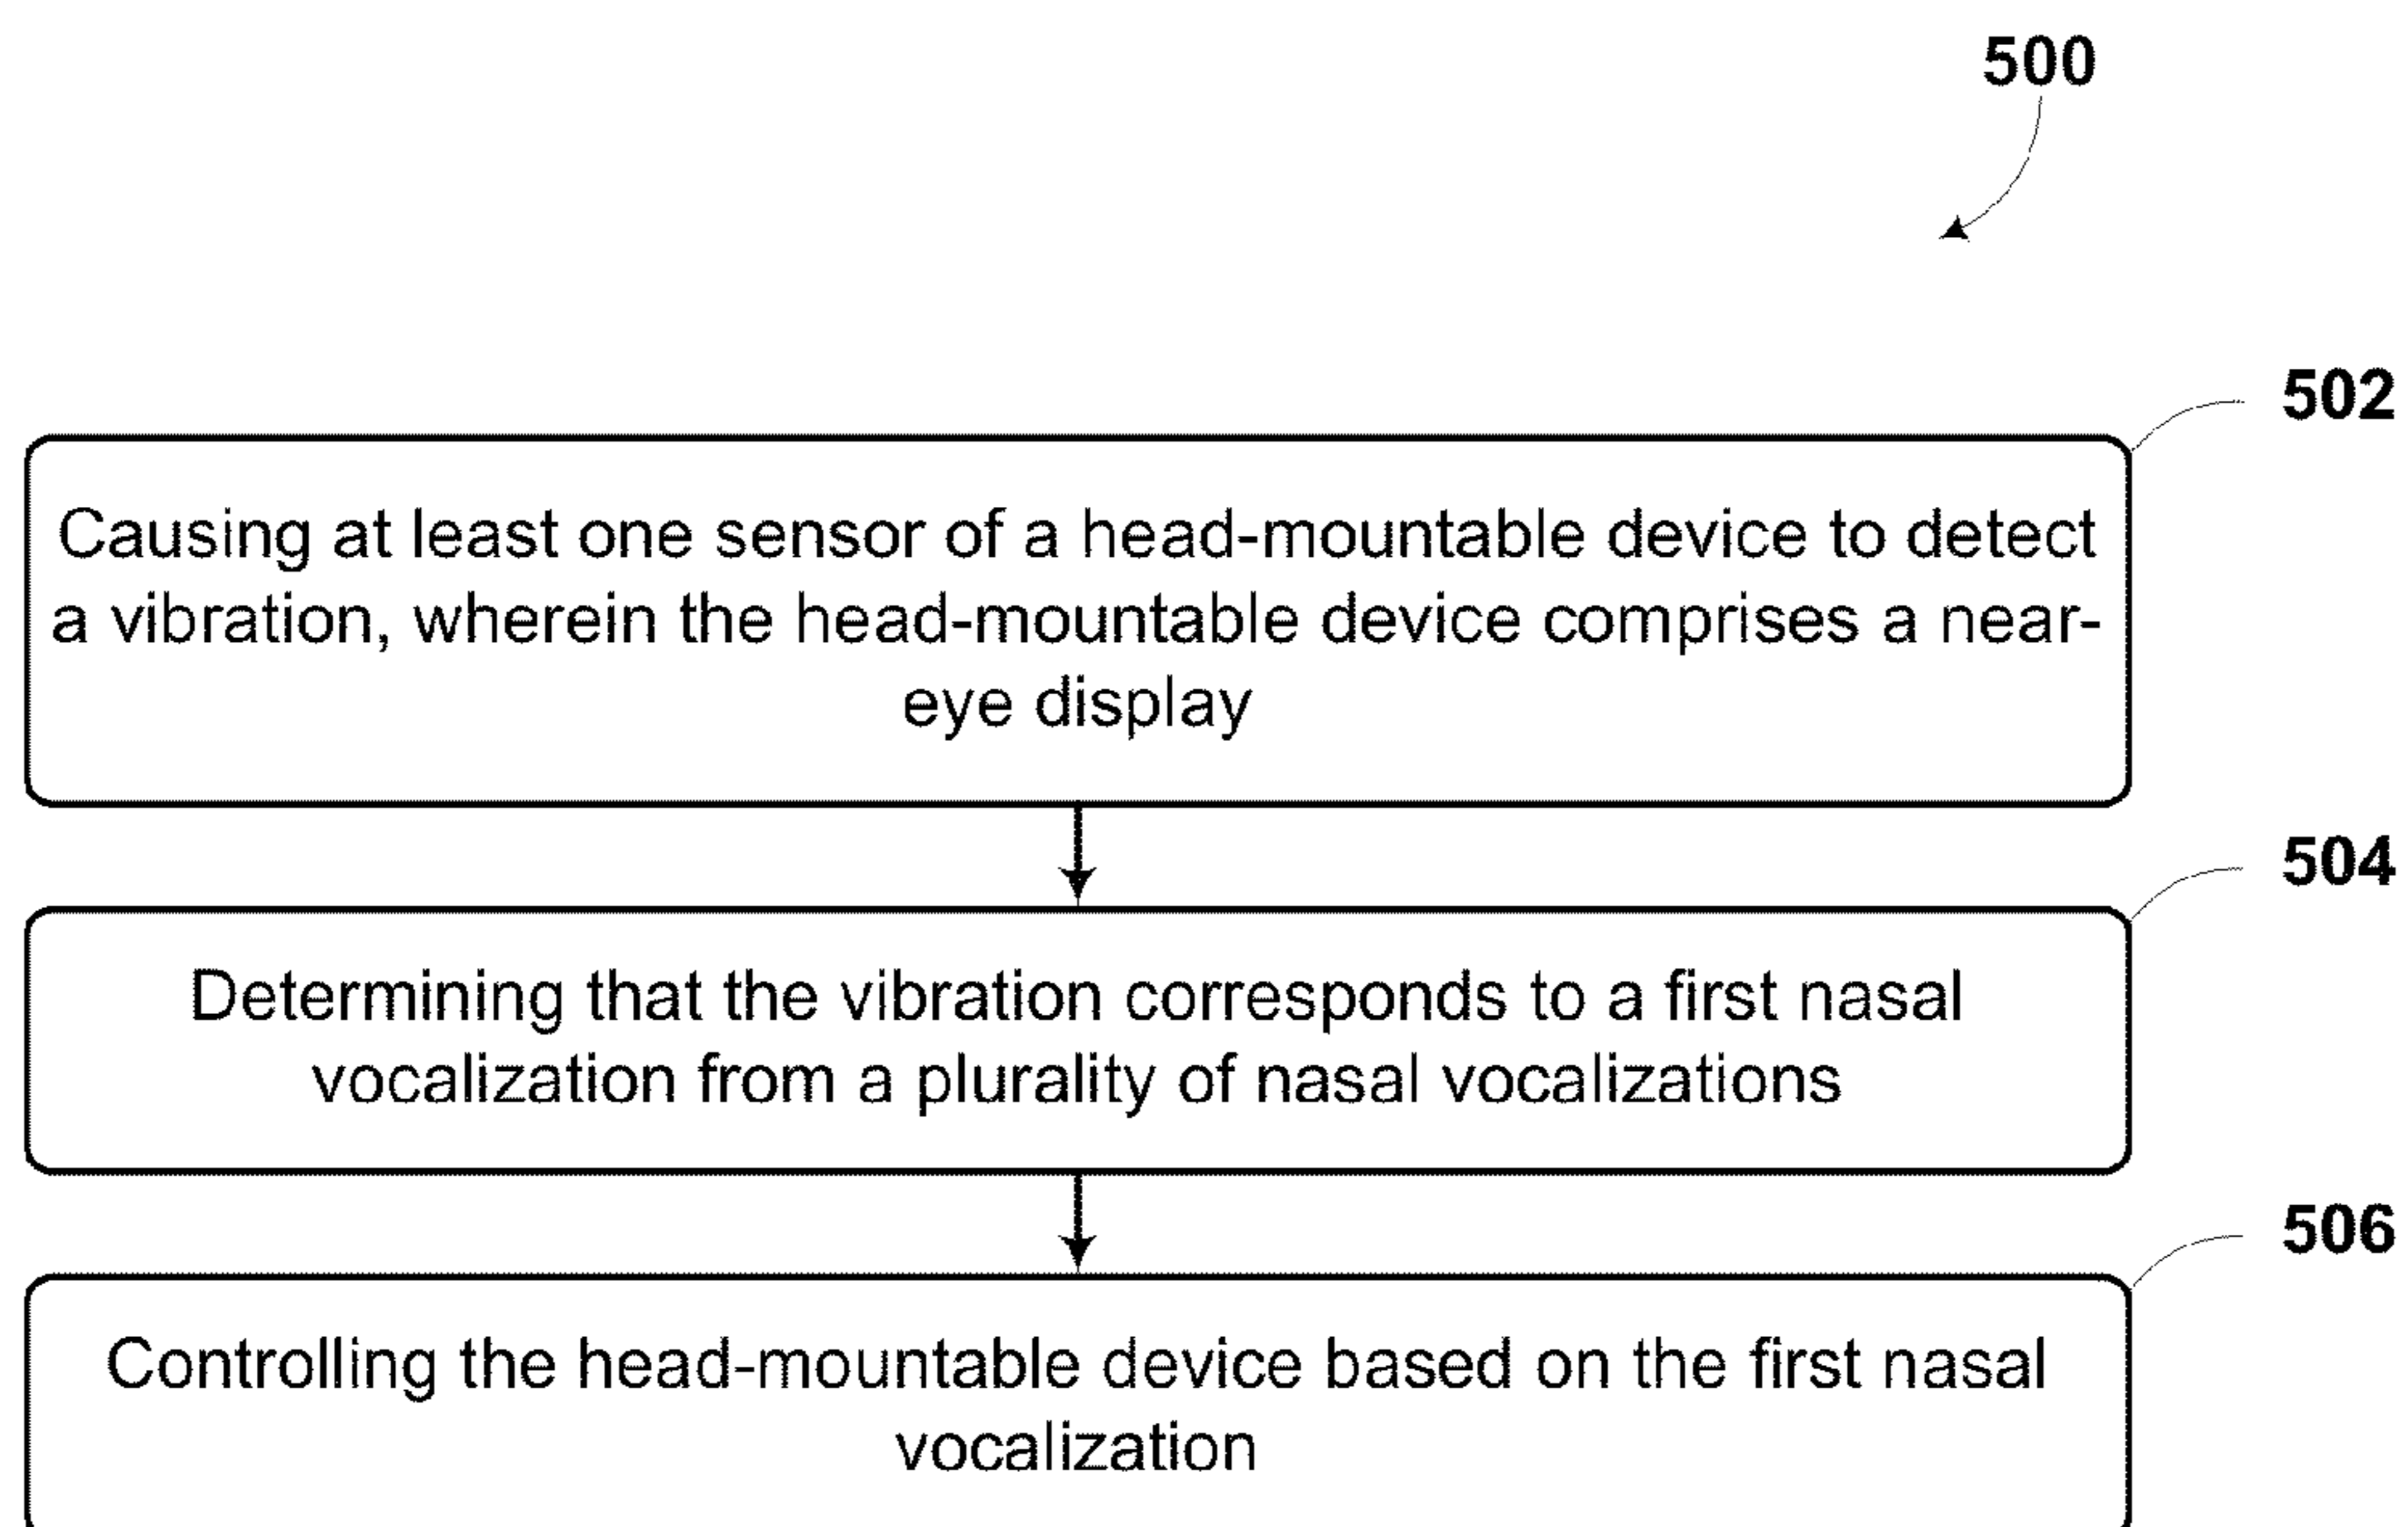 500
502
Causing at least one sensor of a head-mountable device to detect
a vibration, wherein the head-mountable device comprises a near-
eye display
504
Determining that the vibration corresponds to a first nasal
vocalization from a plurality of nasal vocalizations
506
Controlling the head-mountable device based on the first nasal
vocalization